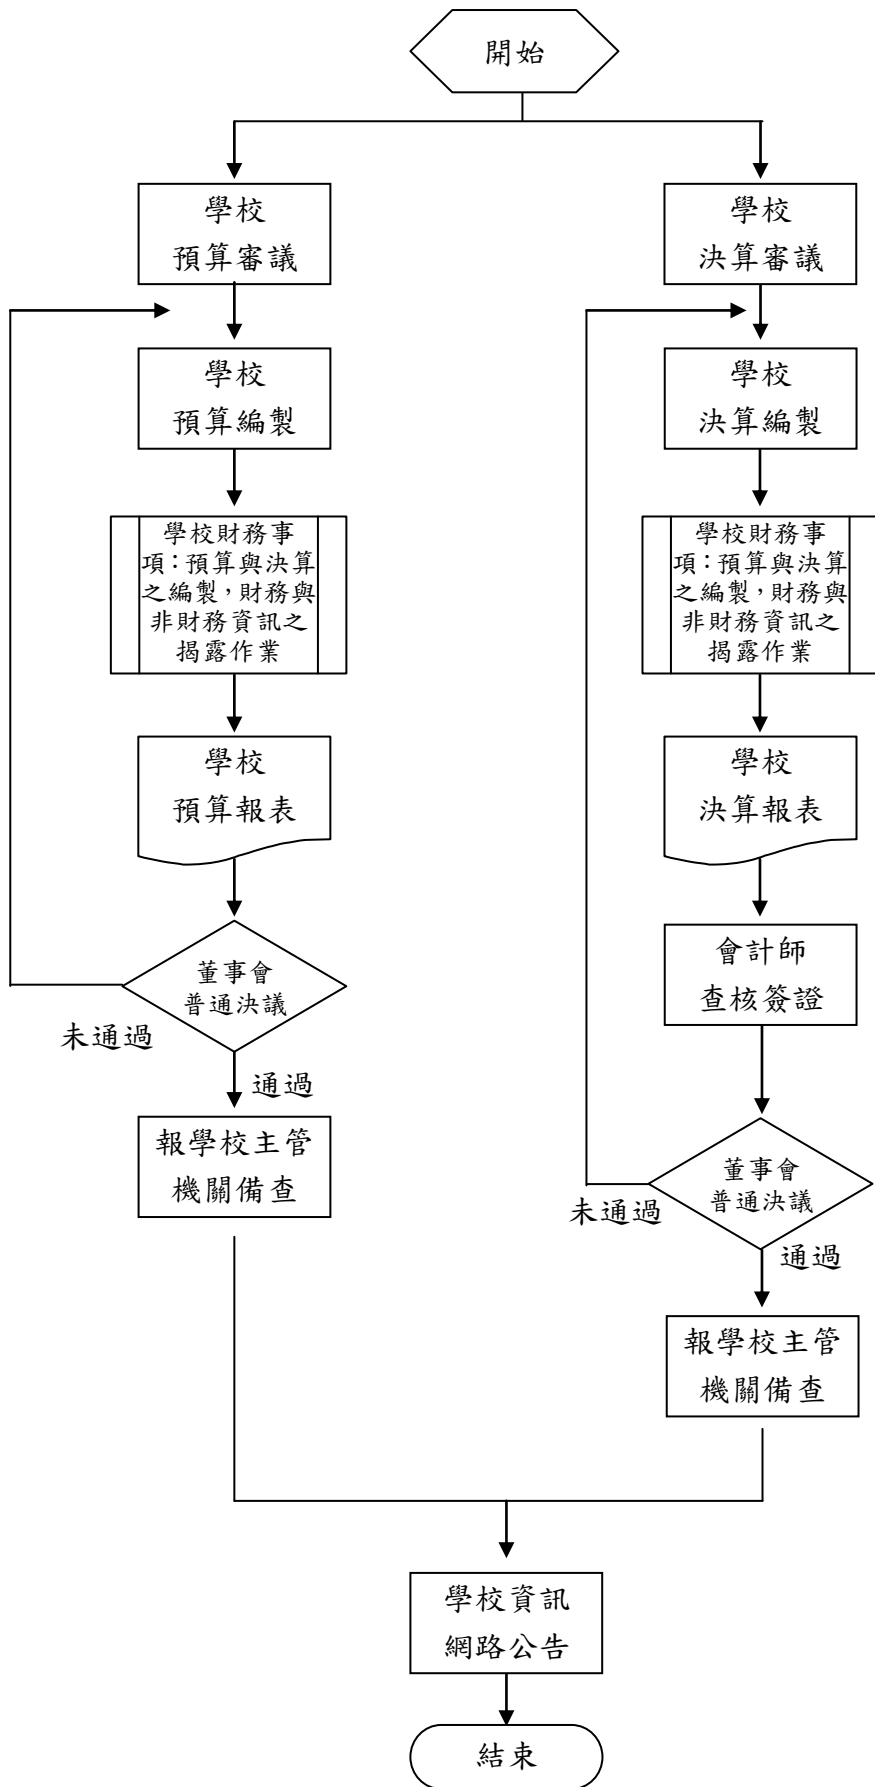 開始
學校
預算審議
學校
預算編製
學校財務事
項：預算與決算
之編製，財務與
非財務資訊之
揭露作業
學校
預算報表
董事會
普通決議
未通過
通過
報學校主管
機關備查
學校
決算審議
學校
決算編製
學校財務事
項：預算與決算
之編製，財務與
非財務資訊之
揭露作業
學校
決算報表
會計師
查核簽證
董事會
普通決議
未通過
通過
報學校主管
機關備查
學校資訊
網路公告
結束